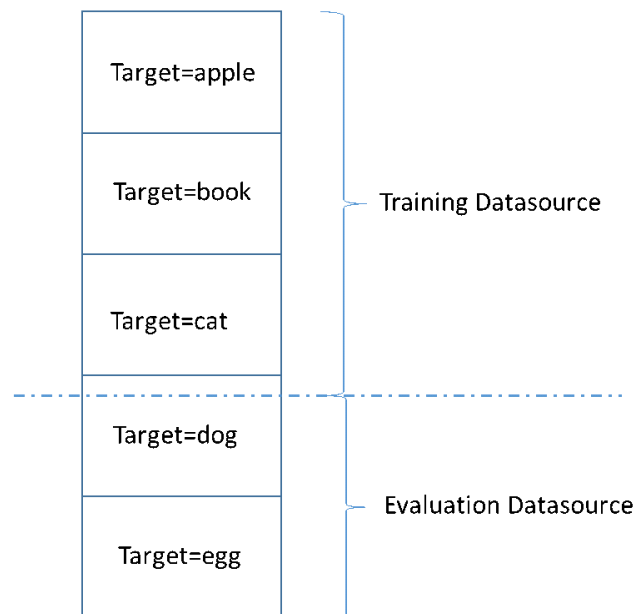 Target=apple
Target=book
Training Datasource
Target=cat
Target=dog
Evaluation Datasource
Target=egg